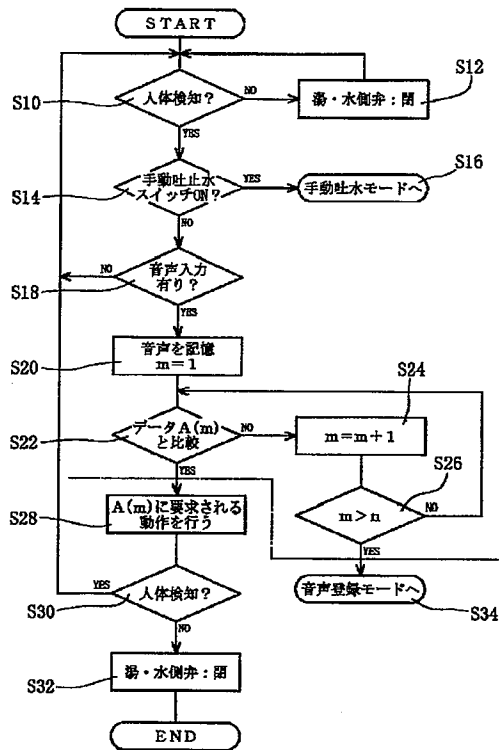 START
S10
人体検知?
NO
S12
湯・水側弁:閉
YES
S14
手動吐止水
スイッチON?
YES
S16
手動吐水モードへ
NO
S18
音声入力
有り?
NO
YES
S20
音声を記憶
m=1
S24
S22
データA(m)
と比較
NO
m=m+1
YES
S26
m>n
NO
YES
S28
A(m)に要求される
動作を行う
音声登録モードへ
S34
YES
S30
人体検知?
NO
S32
湯・水側弁:閉
END